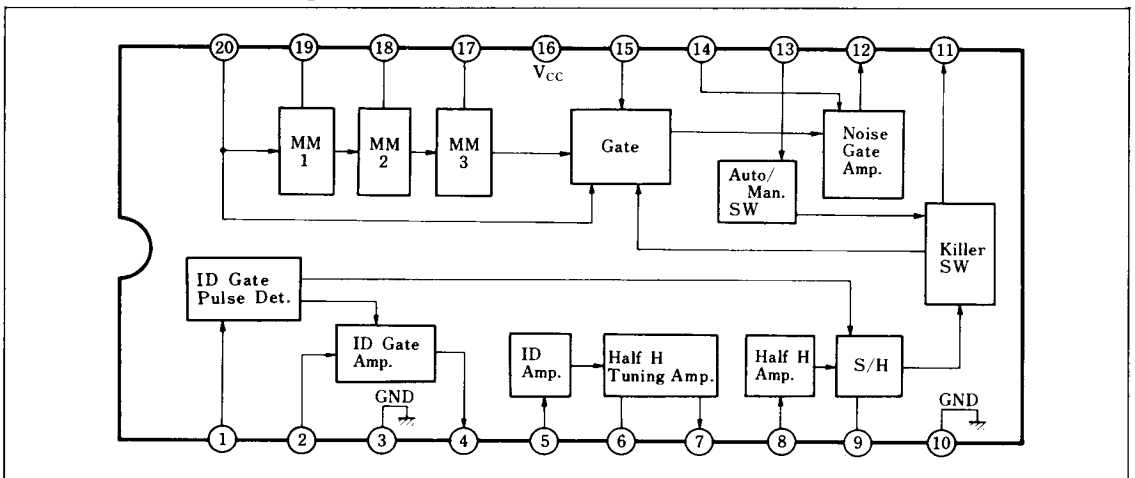 20 19 18 17 16 15 14 13 12 11
VCC
MM
1
MM
2
MM
3
Gate
Noise
Gate
Amp.
Auto/
Man.
SW
Killer
SW
ID Gate
Pulse Det.
ID Gate
Amp.
ID
Amp.
Half H
Tuning Amp.
Half H
Amp.
S/H
GND
GND
1 2 3 4 5 6 7 8 9 10